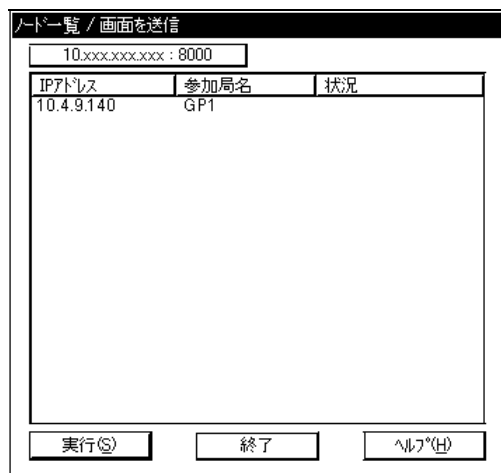 ﾉｰﾄﾞ一覧 / 画面を送信
10.xxx.xxx.xxx : 8000
IPｱﾄﾞﾚｽ 参加局名 状況
10.4.9.140 GP1
実行(S) 終了 ﾍﾙﾌﾟ(H)